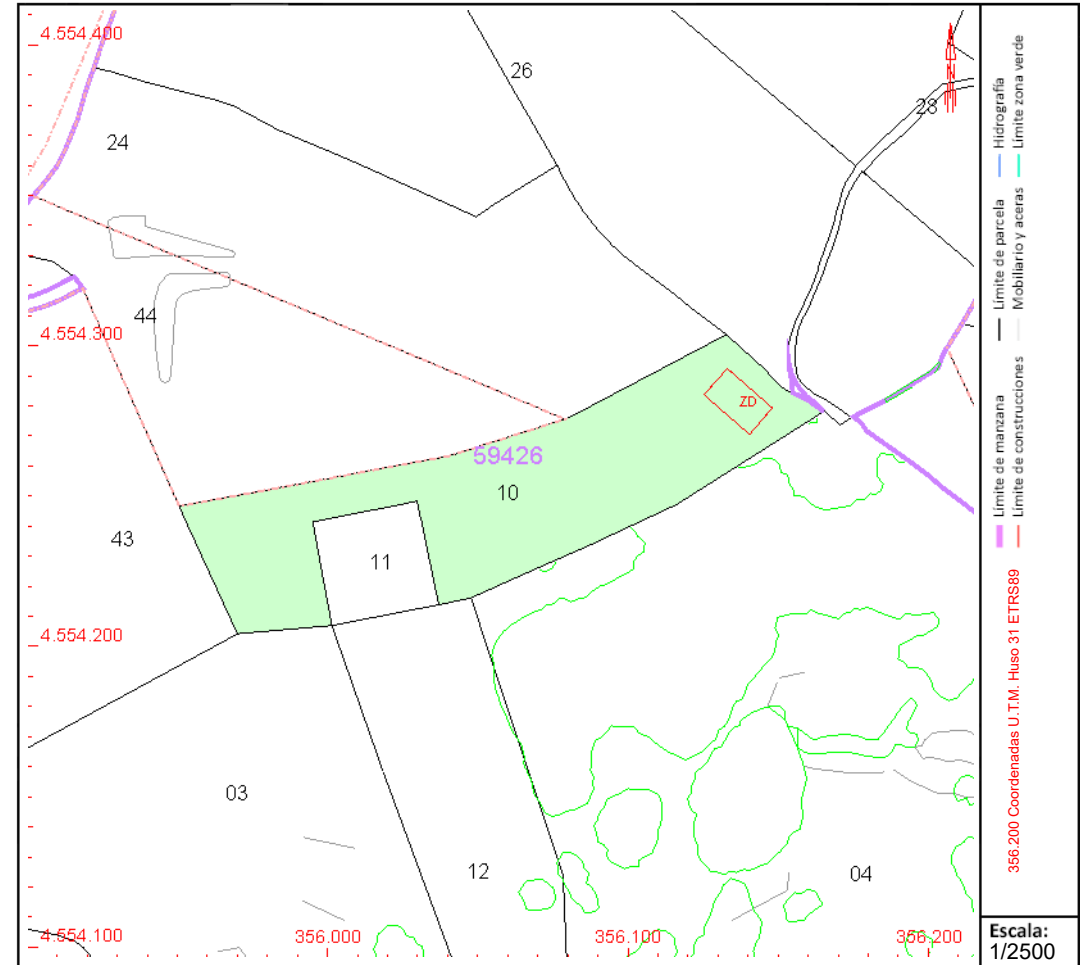 4.554.400
26
28
24
4.554.300
44
ZD
59426
10
43
11
4.554.200
03
12
04
4.554.100
356.000
356.100
356.200
N
Límite de manzana
Límite de parcela
Hidrografía
Límite de construcciones
Mobiliario y aceras
Límite zona verde
356.200 Coordenadas U.T.M. Huso 31 ETRS89
Escala:
1/2500